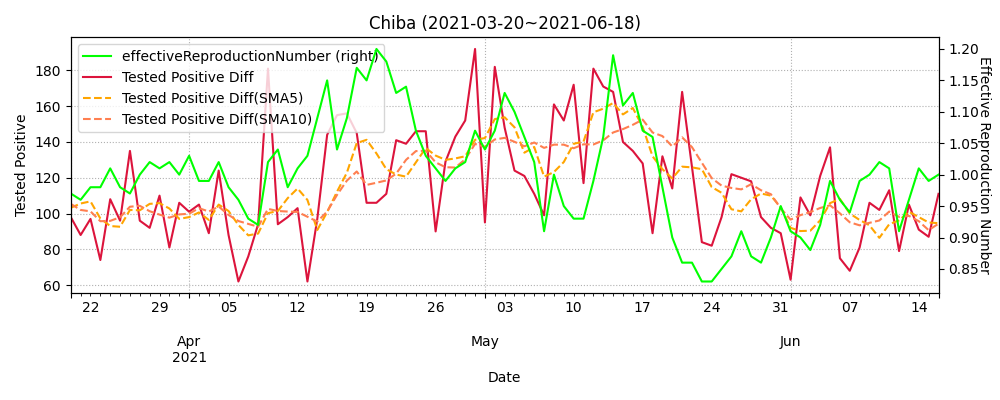 Chiba (2021-03-20~2021-06-18)
effectiveReproductionNumber (right)
Tested Positive Diff
Tested Positive Diff(SMA5)
Tested Positive Diff(SMA10)
Tested Positive
180
160
140
120
100
80
60
1.20
1.15
1.10
1.05
1.00
0.95
0.90
0.85
Effective Reproduction Number
22 29 05 12 19 26 03 10 17 24 31 07 14
Apr May Jun
2021
Date